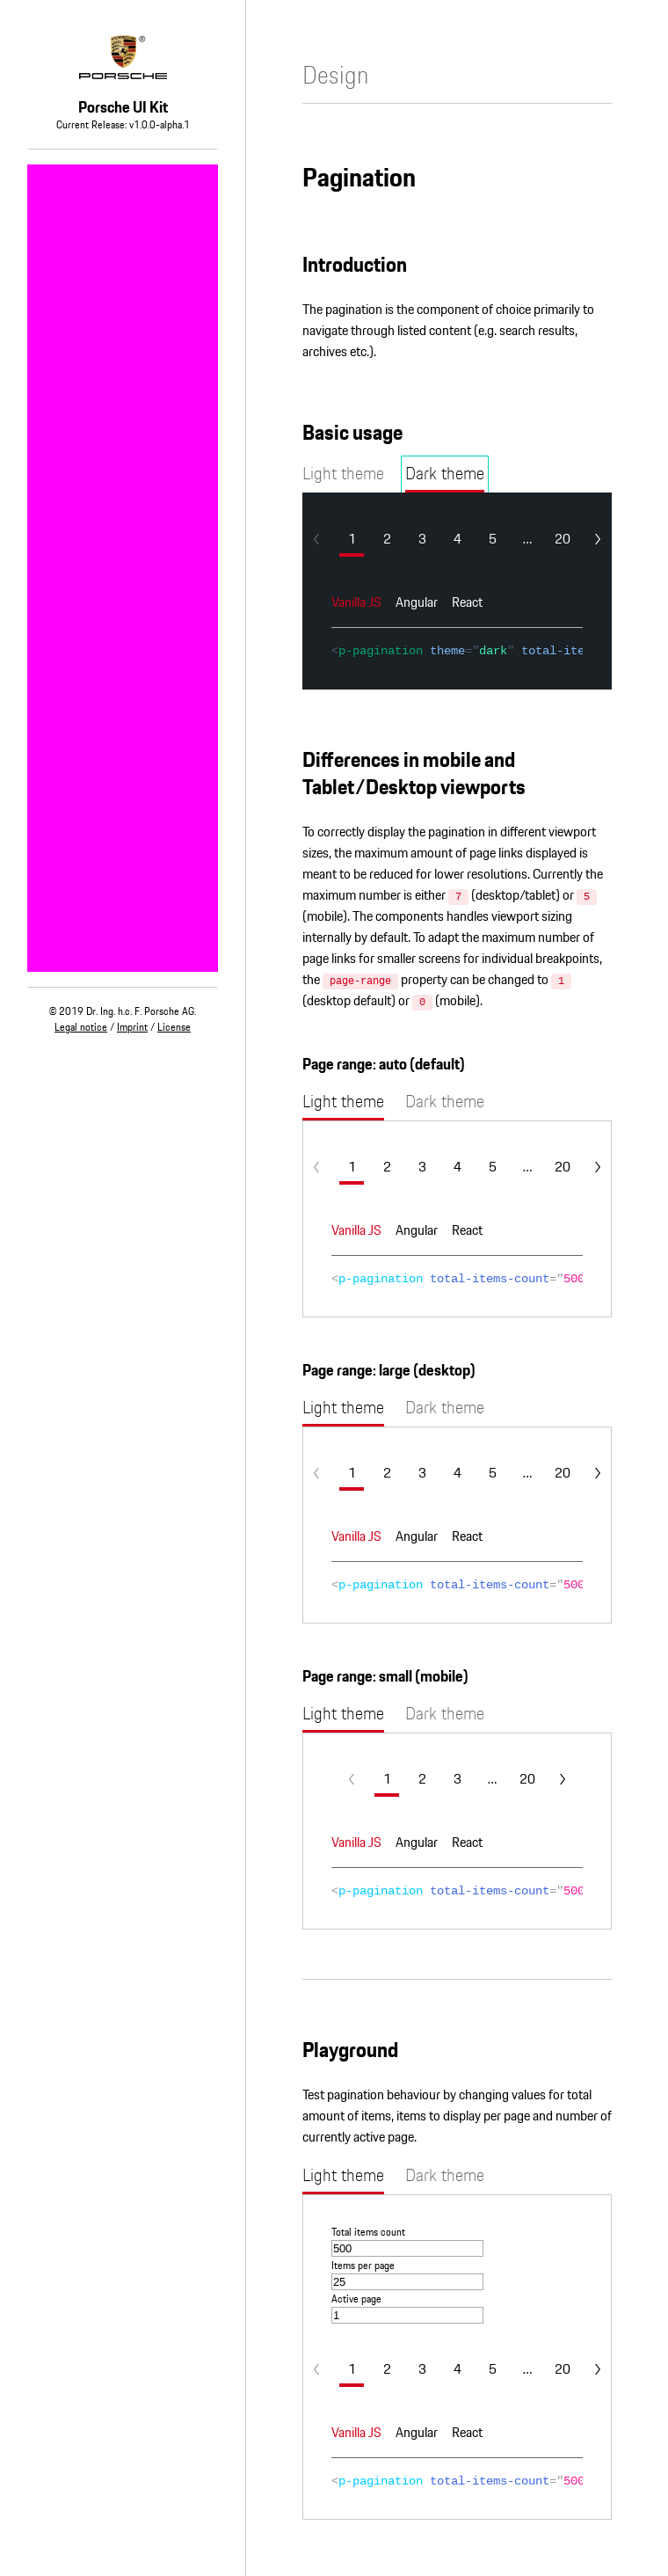 PORSCHE
Porsche UI Kit
Current Release: v1.0.0-alpha.1
© 2019 Dr. Ing. h.c. F. Porsche AG.
Legal notice / Imprint / License
Design
Pagination
Introduction
The pagination is the component of choice primarily to
navigate through listed content (e.g. search results,
archives etc.).
Basic usage
Light theme Dark theme
1 2 3 4 5 ... 20
Vanilla JS Angular React
<p-pagination theme="dark" total-ite
Differences in mobile and
Tablet/Desktop viewports
To correctly display the pagination in different viewport
sizes, the maximum amount of page links displayed is
meant to be reduced for lower resolutions. Currently the
maximum number is either 7 (desktop/tablet) or 5
(mobile). The components handles viewport sizing
internally by default. To adapt the maximum number of
page links for smaller screens for individual breakpoints,
the page-range property can be changed to 1
(desktop default) or 0 (mobile).
Page range: auto (default)
Light theme Dark theme
1 2 3 4 5 ... 20
Vanilla JS Angular React
<p-pagination total-items-count="500
Page range: large (desktop)
Light theme Dark theme
1 2 3 4 5 ... 20
Vanilla JS Angular React
<p-pagination total-items-count="500
Page range: small (mobile)
Light theme Dark theme
1 2 3 ... 20
Vanilla JS Angular React
<p-pagination total-items-count="500
Playground
Test pagination behaviour by changing values for total
amount of items, items to display per page and number of
currently active page.
Light theme Dark theme
Total items count
500
Items per page
25
Active page
1
1 2 3 4 5 ... 20
Vanilla JS Angular React
<p-pagination total-items-count="500